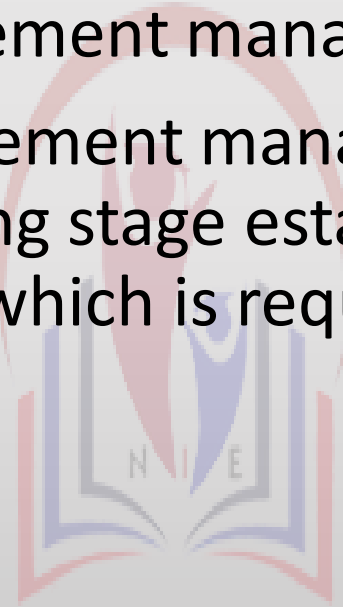 ement mana
ement mana
ng stage esta
which is requ
N I E